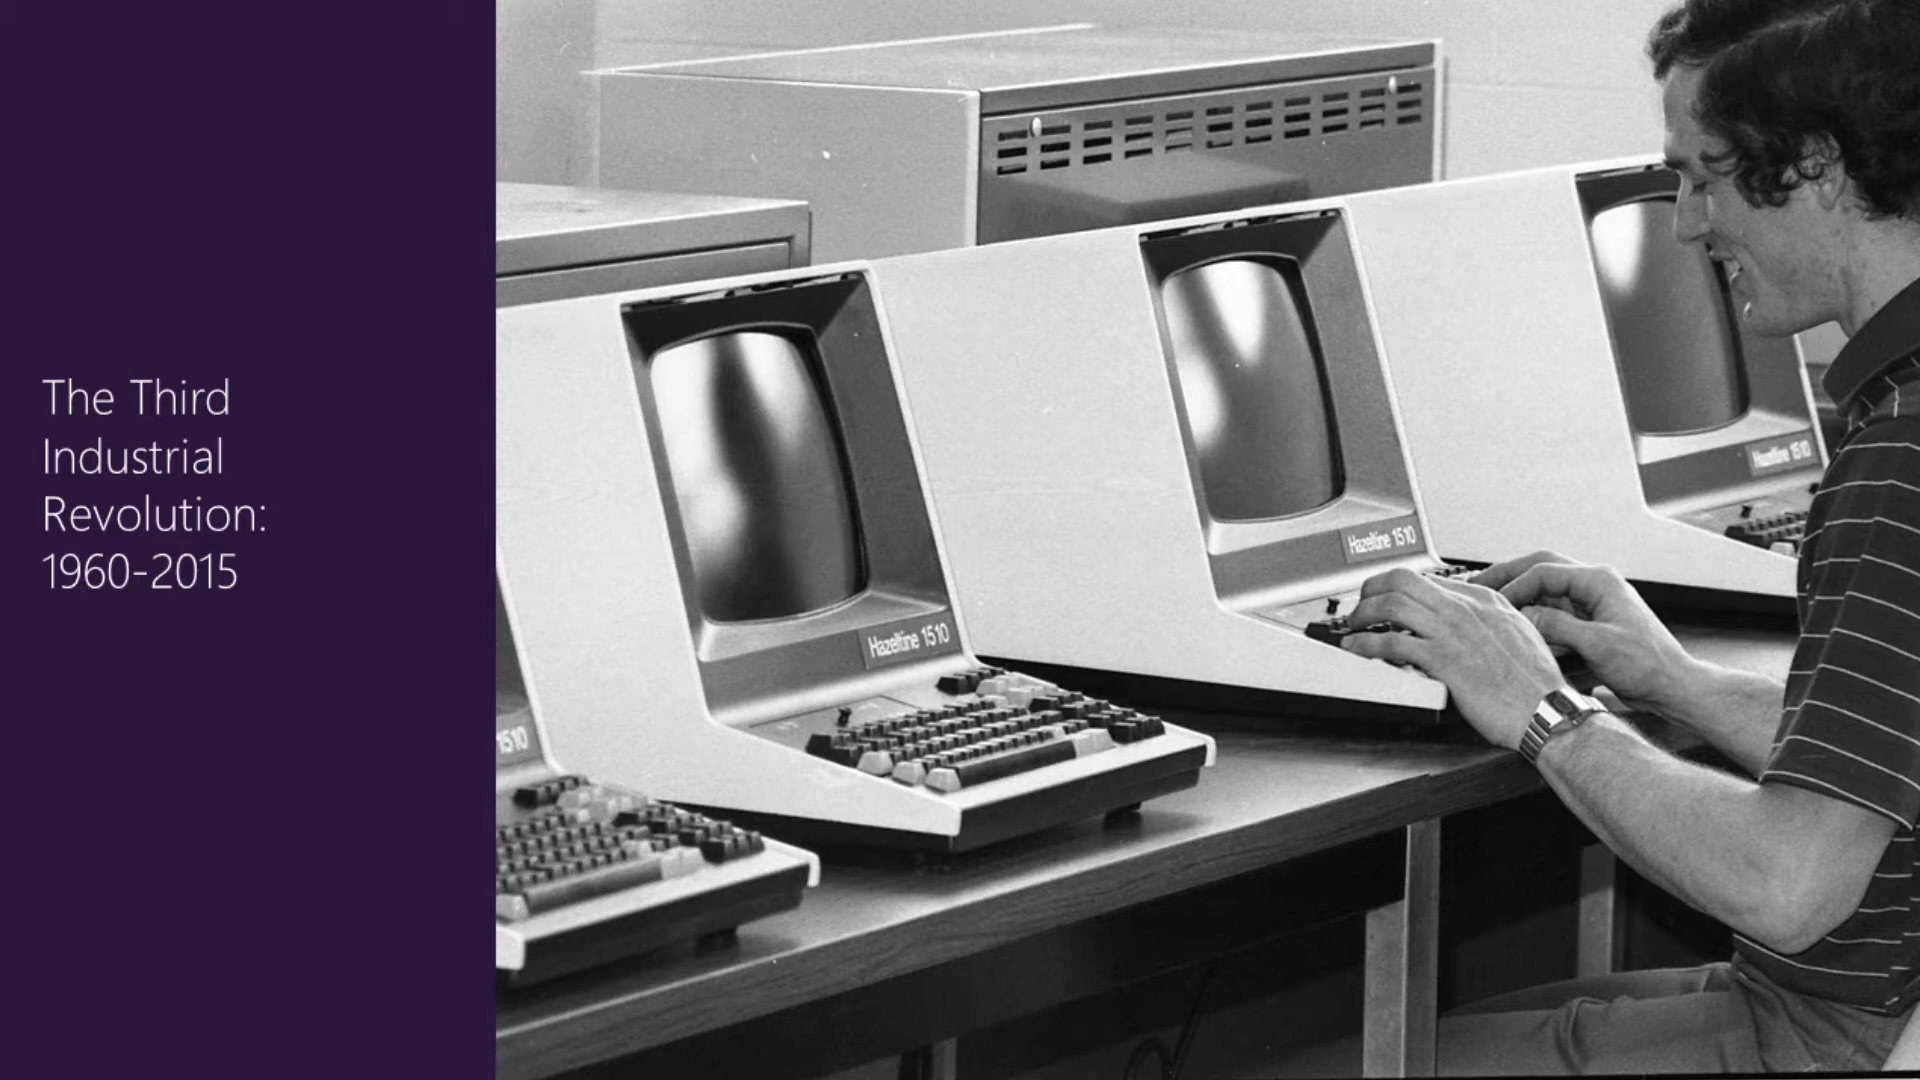 The Third
Industrial
Revolution:
1960-2015
Hazeltine 1510
Hazeltine 1510
Hazeltine 1510
1510